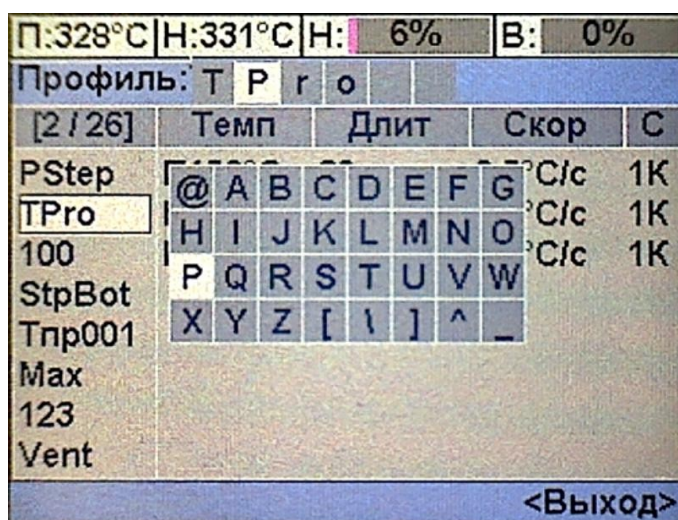 П:328°C H:331°C H: 6% B: 0%
Профиль: T P r o
[2 / 26] Темп Длит Скор С
PStep °C/c 1К
TPro °C/c 1К
100 °C/c 1К
StpBot
Tпр001
Max
123
Vent
@ A B C D E F G
H I J K L M N O
P Q R S T U V W
X Y Z [ \ ] ^ _
<Выход>